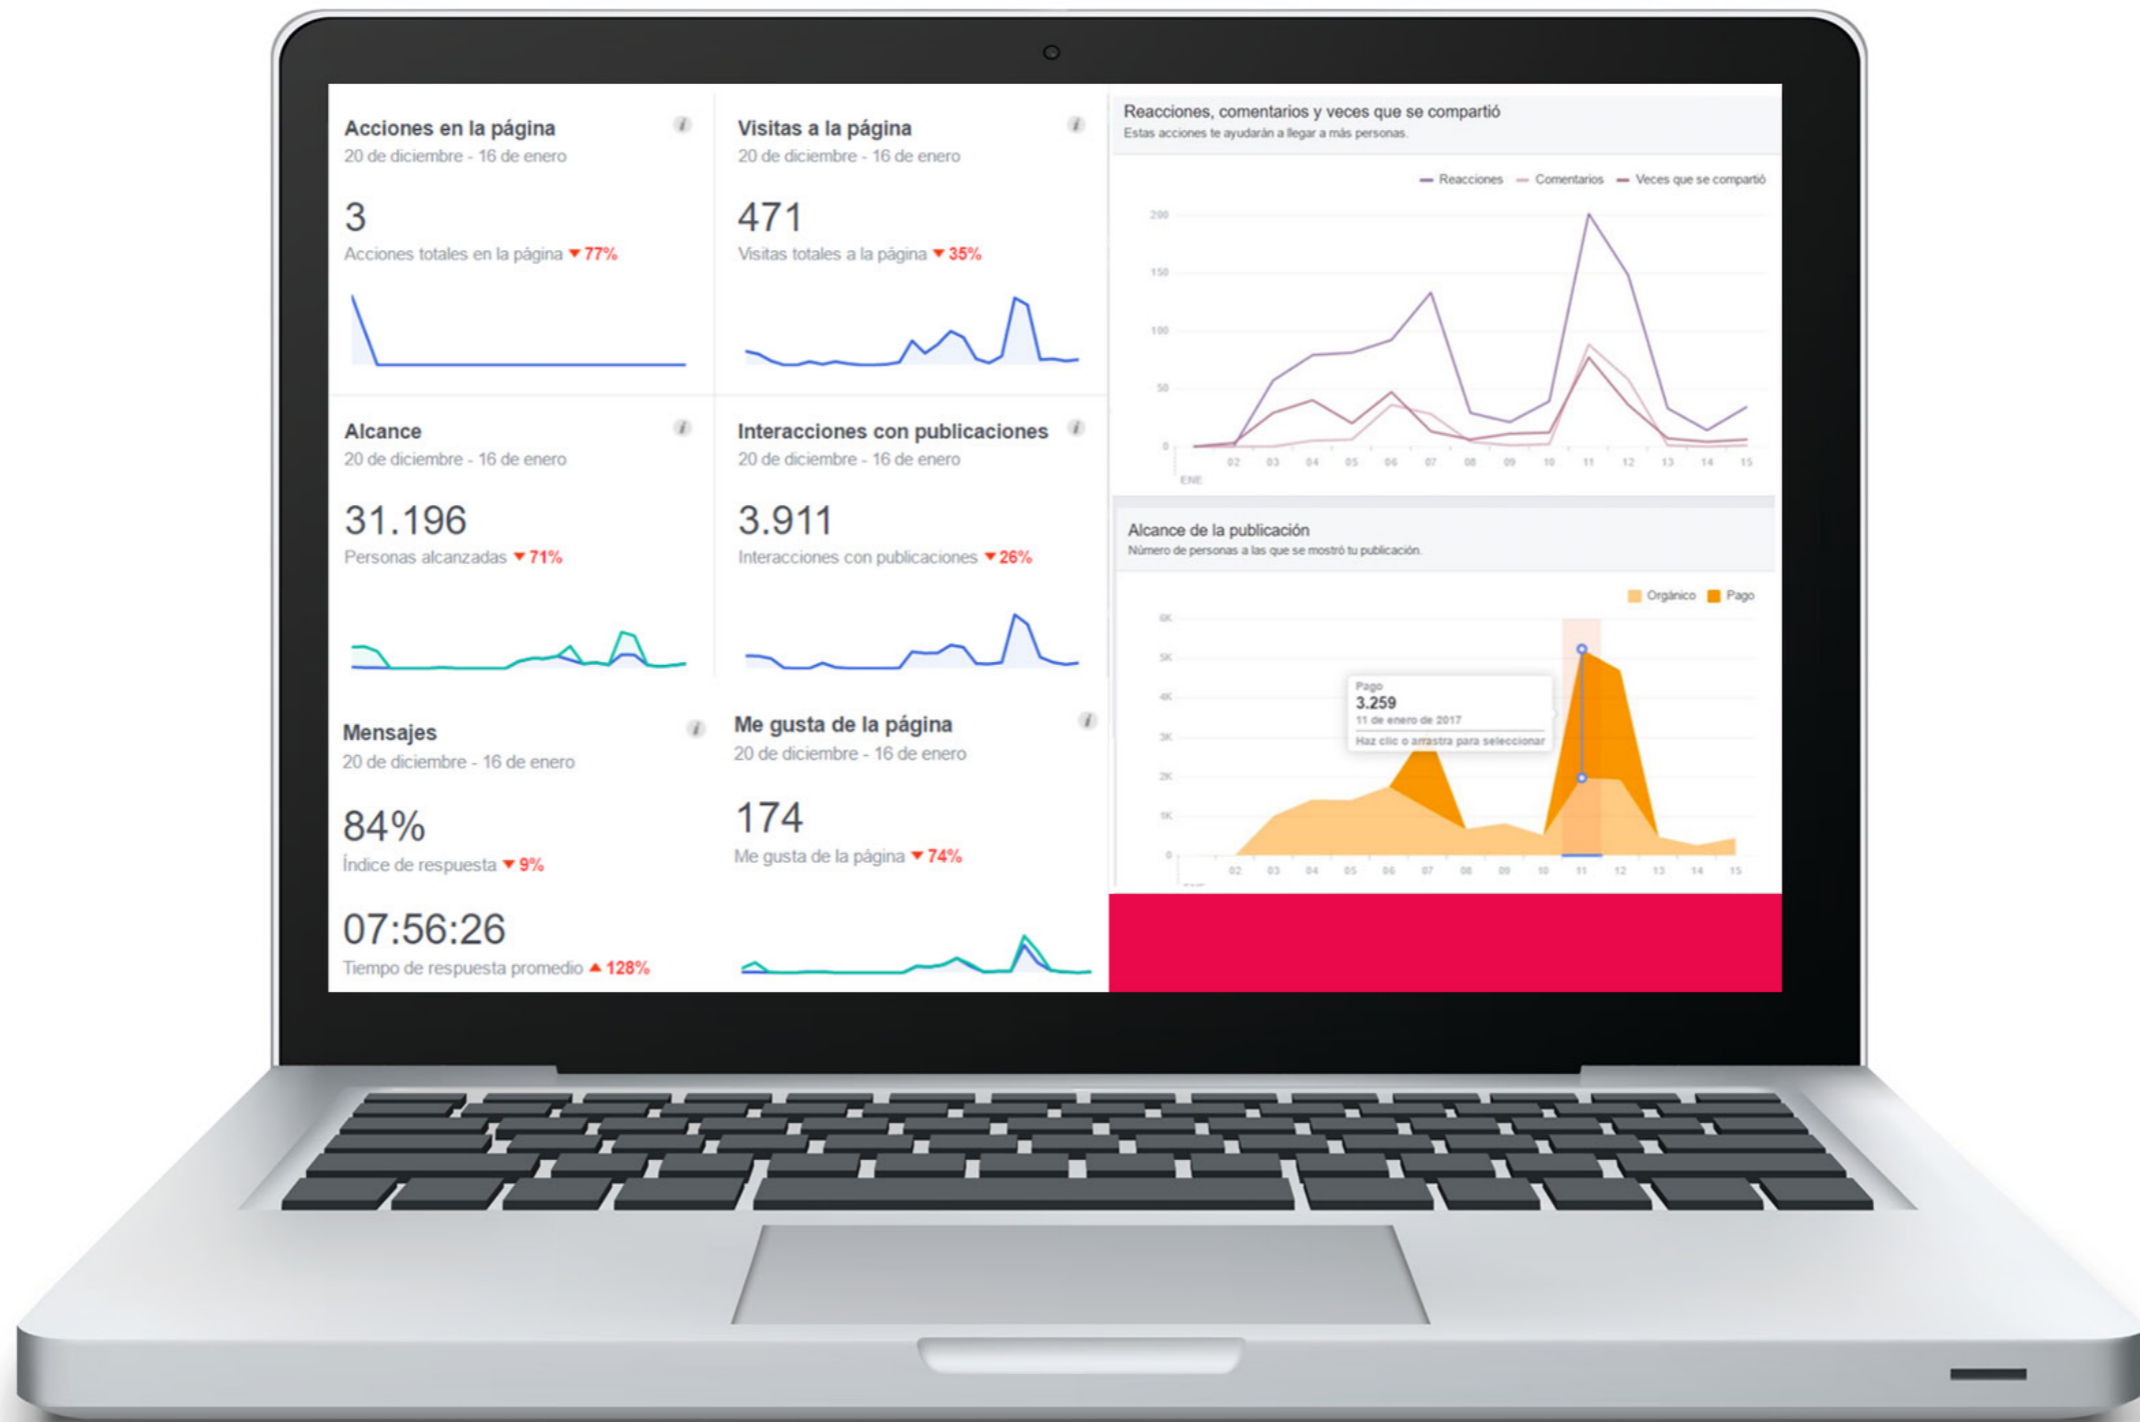 Acciones en la página
20 de diciembre - 16 de enero
3
Acciones totales en la página ▼ 77%
Visitas a la página
20 de diciembre - 16 de enero
471
Visitas totales a la página ▼ 35%
Alcance
20 de diciembre - 16 de enero
31.196
Personas alcanzadas ▼ 71%
Interacciones con publicaciones
20 de diciembre - 16 de enero
3.911
Interacciones con publicaciones ▼ 26%
Mensajes
20 de diciembre - 16 de enero
84%
Índice de respuesta ▼ 9%
07:56:26
Tiempo de respuesta promedio ▲ 128%
Me gusta de la página
20 de diciembre - 16 de enero
174
Me gusta de la página ▼ 74%
Reacciones, comentarios y veces que se compartió
Estas acciones te ayudarán a llegar a más personas.
Reacciones Comentarios Veces que se compartió
200
150
100
50
0
02 03 04 05 06 07 08 09 10 11 12 13 14 15
ENE
Alcance de la publicación
Número de personas a las que se mostró tu publicación.
Orgánico Pago
6K
5K
4K
3K
2K
1K
0
Pago
3.259
11 de enero de 2017
Haz clic o arrastra para seleccionar
02 03 04 05 06 07 08 09 10 11 12 13 14 15